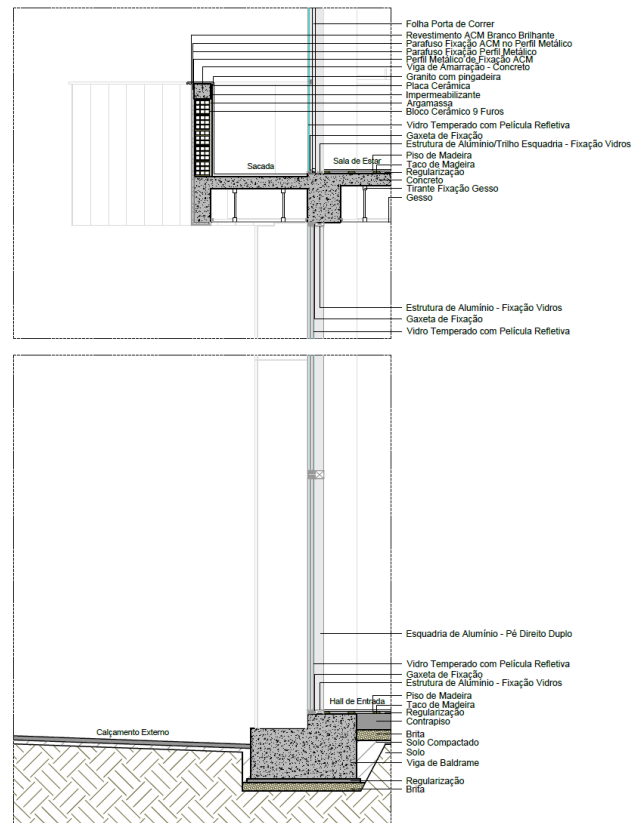 Folha Porta de Correr
Revestimento ACM Branco Brilhante
Parafuso Fixação ACM no Perfil Metálico
Parafuso Fixação Perfil Metálico
Perfil Metálico de Fixação ACM
Viga de Amarração - Concreto
Granito com pingadeira
Placa Cerâmica
Impermeabilizante
Argamassa
Bloco Cerâmico 9 Furos
Vidro Temperado com Película Refletiva
Gaxeta de Fixação
Estrutura de Alumínio/Trilho Esquadria - Fixação Vidros
Sacada
Sala de Estar
Piso de Madeira
Taco de Madeira
Regularização
Concreto
Tirante Fixação Gesso
Gesso
Estrutura de Alumínio - Fixação Vidros
Gaxeta de Fixação
Vidro Temperado com Película Refletiva
Esquadria de Alumínio - Pé Direito Duplo
Vidro Temperado com Película Refletiva
Gaxeta de Fixação
Estrutura de Alumínio - Fixação Vidros
Hall de Entrada
Piso de Madeira
Taco de Madeira
Regularização
Contrapiso
Calçamento Externo
Brita
Solo Compactado
Solo
Viga de Baldrame
Regularização
Brita